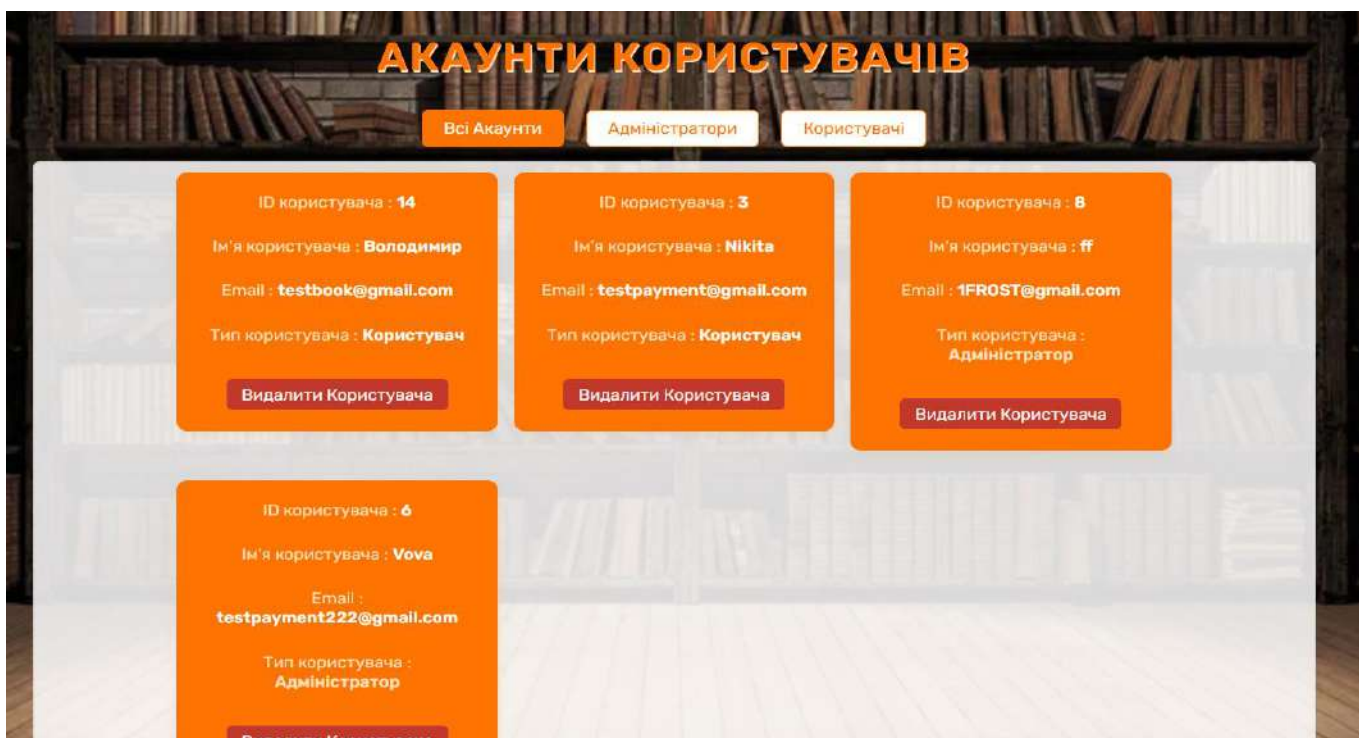 АКАУНТИ КОРИСТУВАЧІВ
Всі Акаунти
Адміністратори
Користувачі
ID користувача : 14
Ім'я користувача : Володимир
Email : testbook@gmail.com
Тип користувача : Користувач
Видалити Користувача
ID користувача : 3
Ім'я користувача : Nikita
Email : testpayment@gmail.com
Тип користувача : Користувач
Видалити Користувача
ID користувача : 8
Ім'я користувача : ff
Email : 1FROST@gmail.com
Тип користувача :
Адміністратор
Видалити Користувача
ID користувача : 6
Ім'я користувача : Vova
Email :
testpayment222@gmail.com
Тип користувача :
Адміністратор